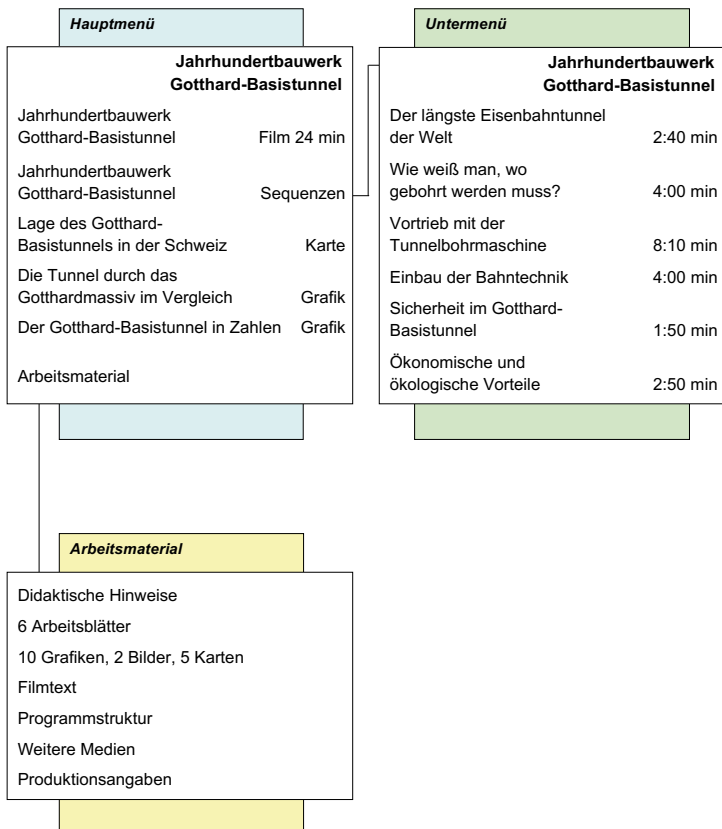 Hauptmenü
Jahrhundertbauwerk
Gotthard-Basistunnel
Jahrhundertbauwerk
Gotthard-Basistunnel Film 24 min
Jahrhundertbauwerk
Gotthard-Basistunnel Sequenzen
Lage des Gotthard-
Basistunnels in der Schweiz Karte
Die Tunnel durch das
Gotthardmassiv im Vergleich Grafik
Der Gotthard-Basistunnel in Zahlen Grafik
Arbeitsmaterial
Untermenü
Jahrhundertbauwerk
Gotthard-Basistunnel
Der längste Eisenbahntunnel
der Welt 2:40 min
Wie weiß man, wo
gebohrt werden muss? 4:00 min
Vortrieb mit der
Tunnelbohrmaschine 8:10 min
Einbau der Bahntechnik 4:00 min
Sicherheit im Gotthard-
Basistunnel 1:50 min
Ökonomische und
ökologische Vorteile 2:50 min
Arbeitsmaterial
Didaktische Hinweise
6 Arbeitsblätter
10 Grafiken, 2 Bilder, 5 Karten
Filmtext
Programmstruktur
Weitere Medien
Produktionsangaben